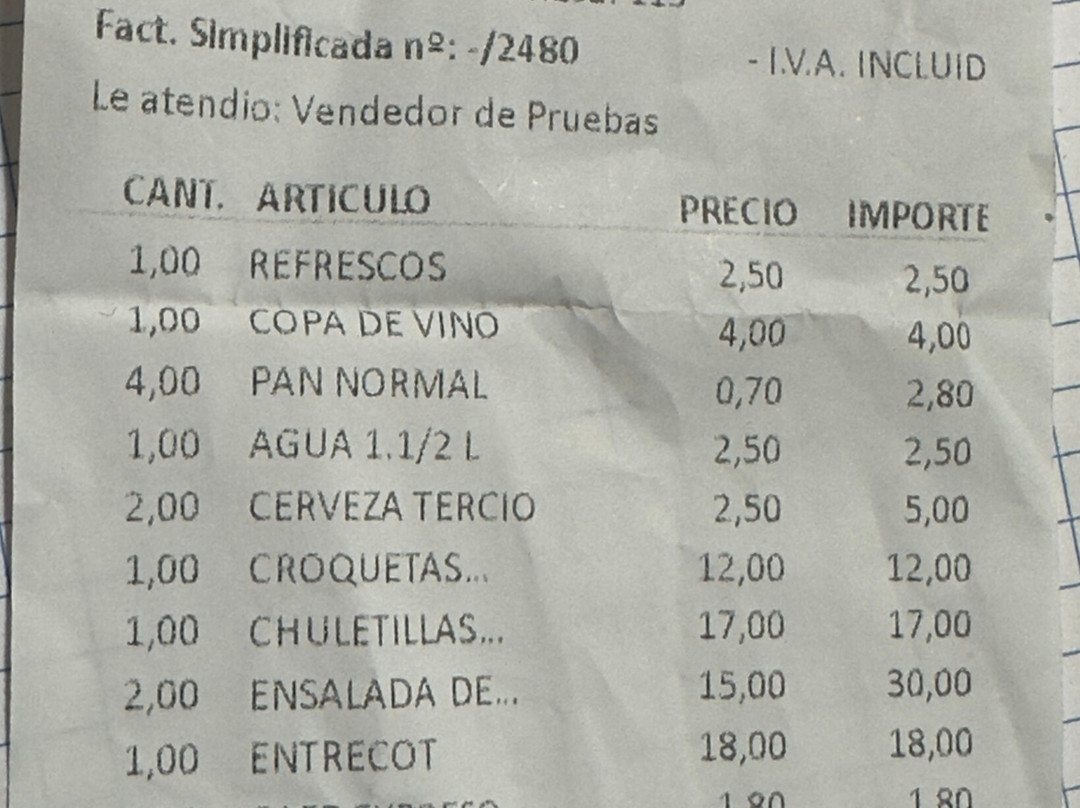 Fact. Simplificada nº: -/2480
- I.V.A. INCLUID
Le atendio: Vendedor de Pruebas
CANT. ARTICULO PRECIO IMPORTE
1,00 REFRESCOS 2,50 2,50
1,00 COPA DE VINO 4,00 4,00
4,00 PAN NORMAL 0,70 2,80
1,00 AGUA 1.1/2 L 2,50 2,50
2,00 CERVEZA TERCIO 2,50 5,00
1,00 CROQUETAS... 12,00 12,00
1,00 CHULETILLAS... 17,00 17,00
2,00 ENSALADA DE... 15,00 30,00
1,00 ENTRECOT 18,00 18,00
1,80 1,80